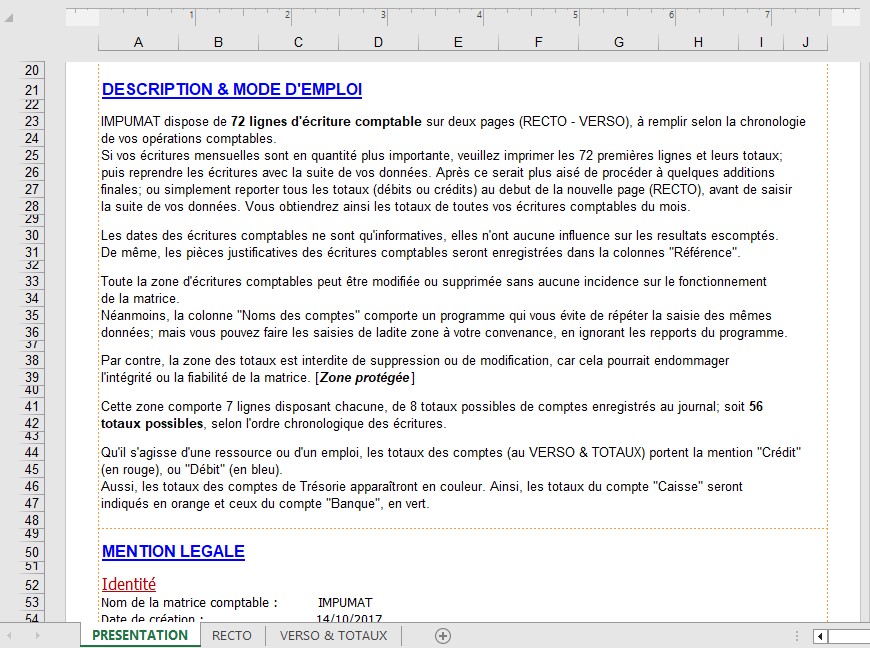 1 2 3 4 5 6 7
A B C D E F G H I J
20
21 DESCRIPTION & MODE D'EMPLOI
22
23 IMPUMAT dispose de 72 lignes d'écriture comptable sur deux pages (RECTO - VERSO), à remplir selon la chronologie
24 de vos opérations comptables.
25 Si vos écritures mensuelles sont en quantité plus importante, veuillez imprimer les 72 premières lignes et leurs totaux;
26 puis reprendre les écritures avec la suite de vos données. Après ce serait plus aisé de procéder à quelques additions
27 finales; ou simplement reporter tous les totaux (débits ou crédits) au debut de la nouvelle page (RECTO), avant de saisir
28 la suite de vos données. Vous obtiendrez ainsi les totaux de toutes vos écritures comptables du mois.
29
30 Les dates des écritures comptables ne sont qu'informatives, elles n'ont aucune influence sur les resultats escomptés.
31 De même, les pièces justificatives des écritures comptables seront enregistrées dans la colonnes "Référence".
32
33 Toute la zone d'écritures comptables peut être modifiée ou supprimée sans aucune incidence sur le fonctionnement
34 de la matrice.
35 Néanmoins, la colonne "Noms des comptes" comporte un programme qui vous évite de répéter la saisie des mêmes
36 données; mais vous pouvez faire les saisies de ladite zone à votre convenance, en ignorant les repports du programme.
37
38 Par contre, la zone des totaux est interdite de suppression ou de modification, car cela pourrait endommager
39 l'intégrité ou la fiabilité de la matrice. [Zone protégée]
40
41 Cette zone comporte 7 lignes disposant chacune, de 8 totaux possibles de comptes enregistrés au journal; soit 56
42 totaux possibles, selon l'ordre chronologique des écritures.
43
44 Qu'il s'agisse d'une ressource ou d'un emploi, les totaux des comptes (au VERSO & TOTAUX) portent la mention "Crédit"
45 (en rouge), ou "Débit" (en bleu).
46 Aussi, les totaux des comptes de Trésorie apparaîtront en couleur. Ainsi, les totaux du compte "Caisse" seront
47 indiqués en orange et ceux du compte "Banque", en vert.
48
49
50 MENTION LEGALE
51
52 Identité
53 Nom de la matrice comptable : IMPUMAT
54 Date de création : 14/10/2017
PRESENTATION RECTO VERSO & TOTAUX